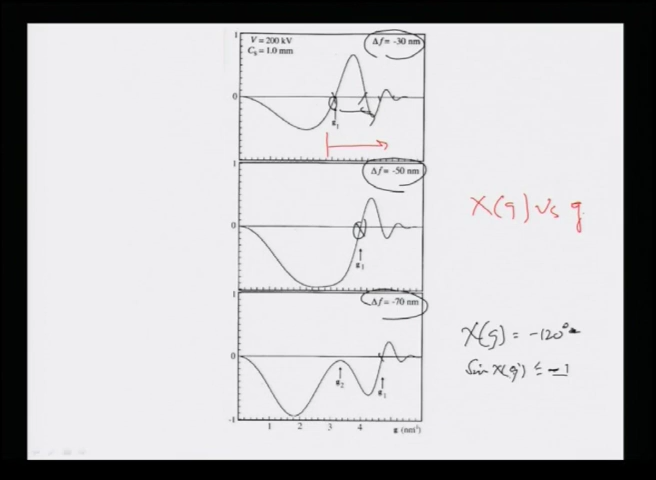 1
V = 200 kV
Cs = 1.0 mm
Δf = -30 nm
0
g1
1
Δf = -50 nm
0
g1
1
Δf = -70 nm
0
g2
g1
-1
1 2 3 4
g (nm-1)
X(g) vs g
X(g) = -120°
Sin X(g) ≤ -1